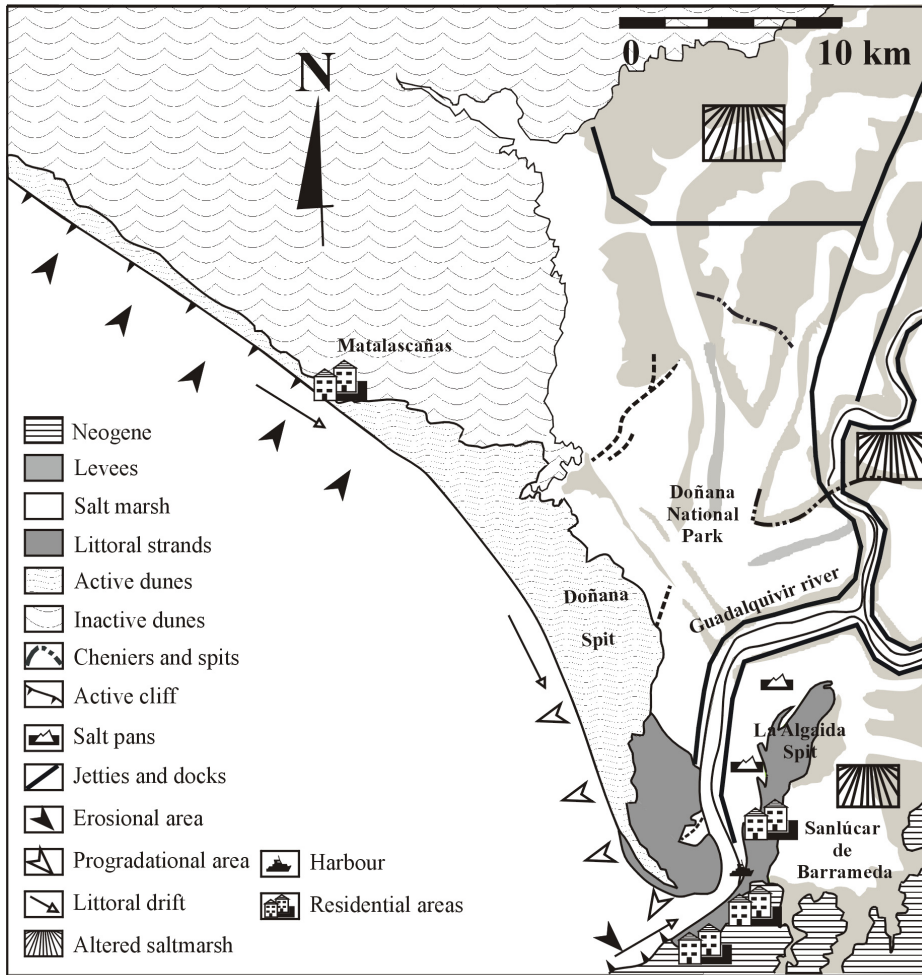 0 10 km
N
Matalascañas
Doñana
National
Park
Guadalquivir river
Doñana
Spit
La Algaida
Spit
Sanlúcar
de
Barrameda
Neogene
Levees
Salt marsh
Littoral strands
Active dunes
Inactive dunes
Cheniers and spits
Active cliff
Salt pans
Jetties and docks
Erosional area
Progradational area
Littoral drift
Altered saltmarsh
Harbour
Residential areas